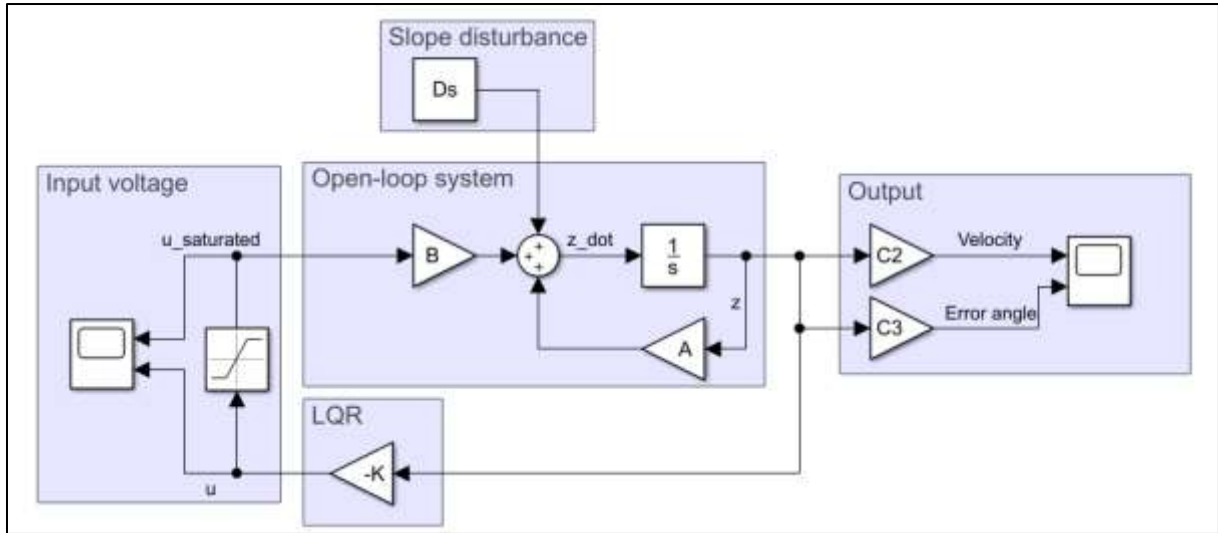 Slope disturbance
Ds
Input voltage
Open-loop system
Output
u_saturated
B
+
+
+
z_dot
1
s
z
A
C2
Velocity
C3
Error angle
LQR
-K
u